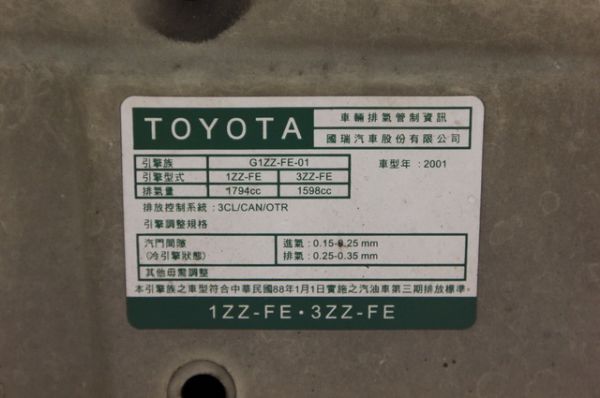 TOYOTA
車輛排氣管制資訊
國瑞汽車股份有限公司
引擎族 G1ZZ-FE-01 車型年:2001
引擎型式 1ZZ-FE 3ZZ-FE
排氣量 1794cc 1598cc
排放控制系統:3CL/CAN/OTR
引擎調整規格
汽門間隙 進氣:0.15-0.25 mm
(冷引擎狀態) 排氣:0.25-0.35 mm
其他毋需調整
本引擎族之車型符合中華民國88年1月1日實施之汽油車第三期排放標準
1ZZ-FE·3ZZ-FE